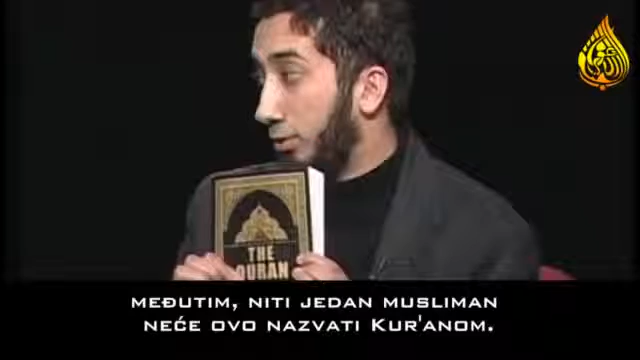 THE
QURAN
MEĐUTIM, NITI JEDAN MUSLIMAN
NEĆE OVO NAZVATI KUR'ANOM.